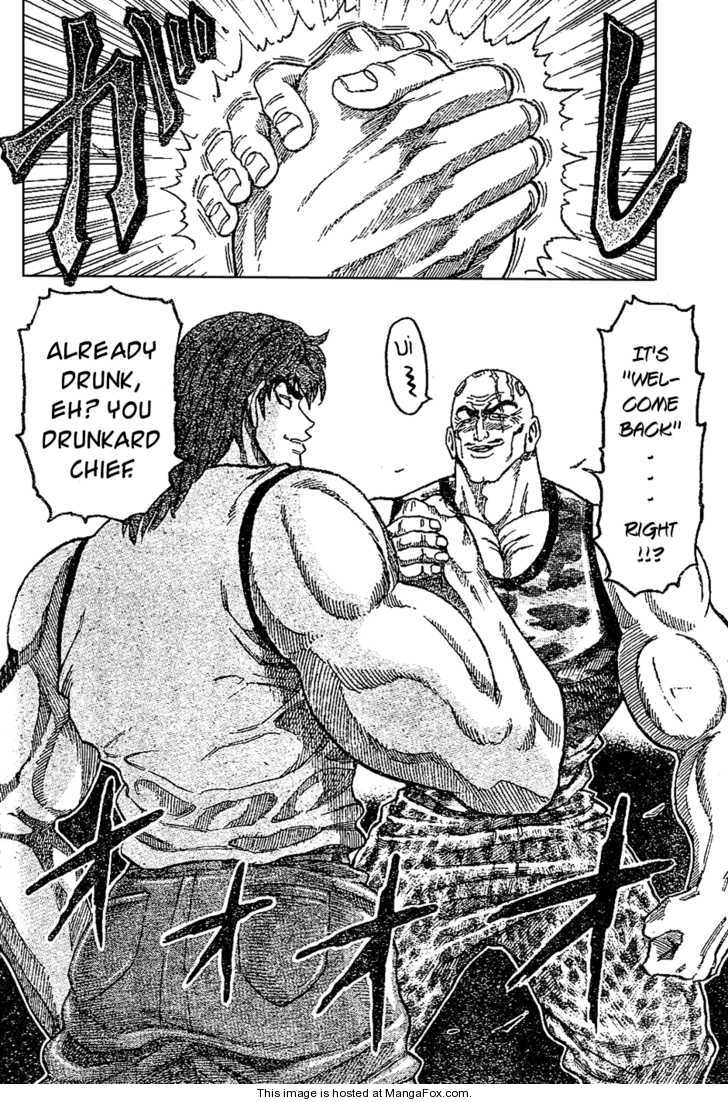 ガシ
IT'S
"WEL-
COME
BACK"
.
.
.
RIGHT
!!?
Ui
ALREADY
DRUNK,
EH? YOU
DRUNKARD
CHIEF.
オオオオ
This image is hosted at MangaFox.com.